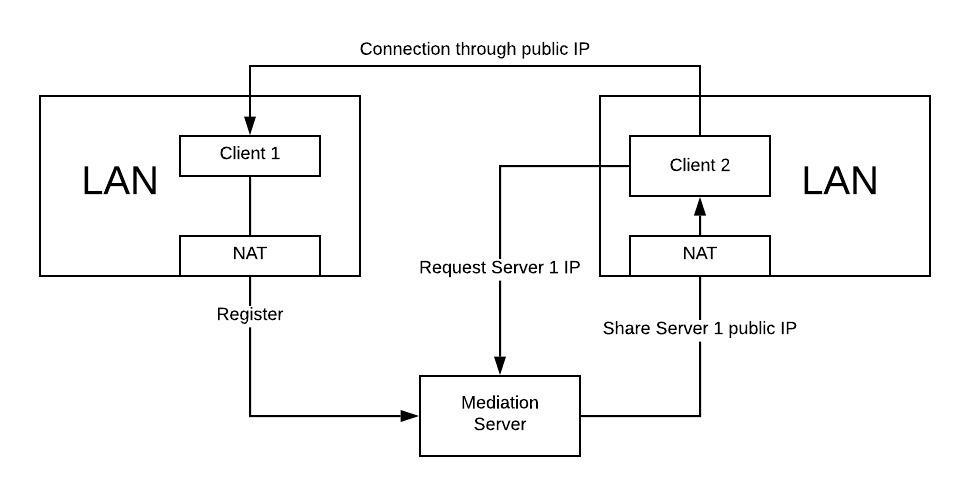 Connection through public IP
Client 1
LAN
NAT
Client 2
LAN
NAT
Request Server 1 IP
Register
Share Server 1 public IP
Mediation
Server